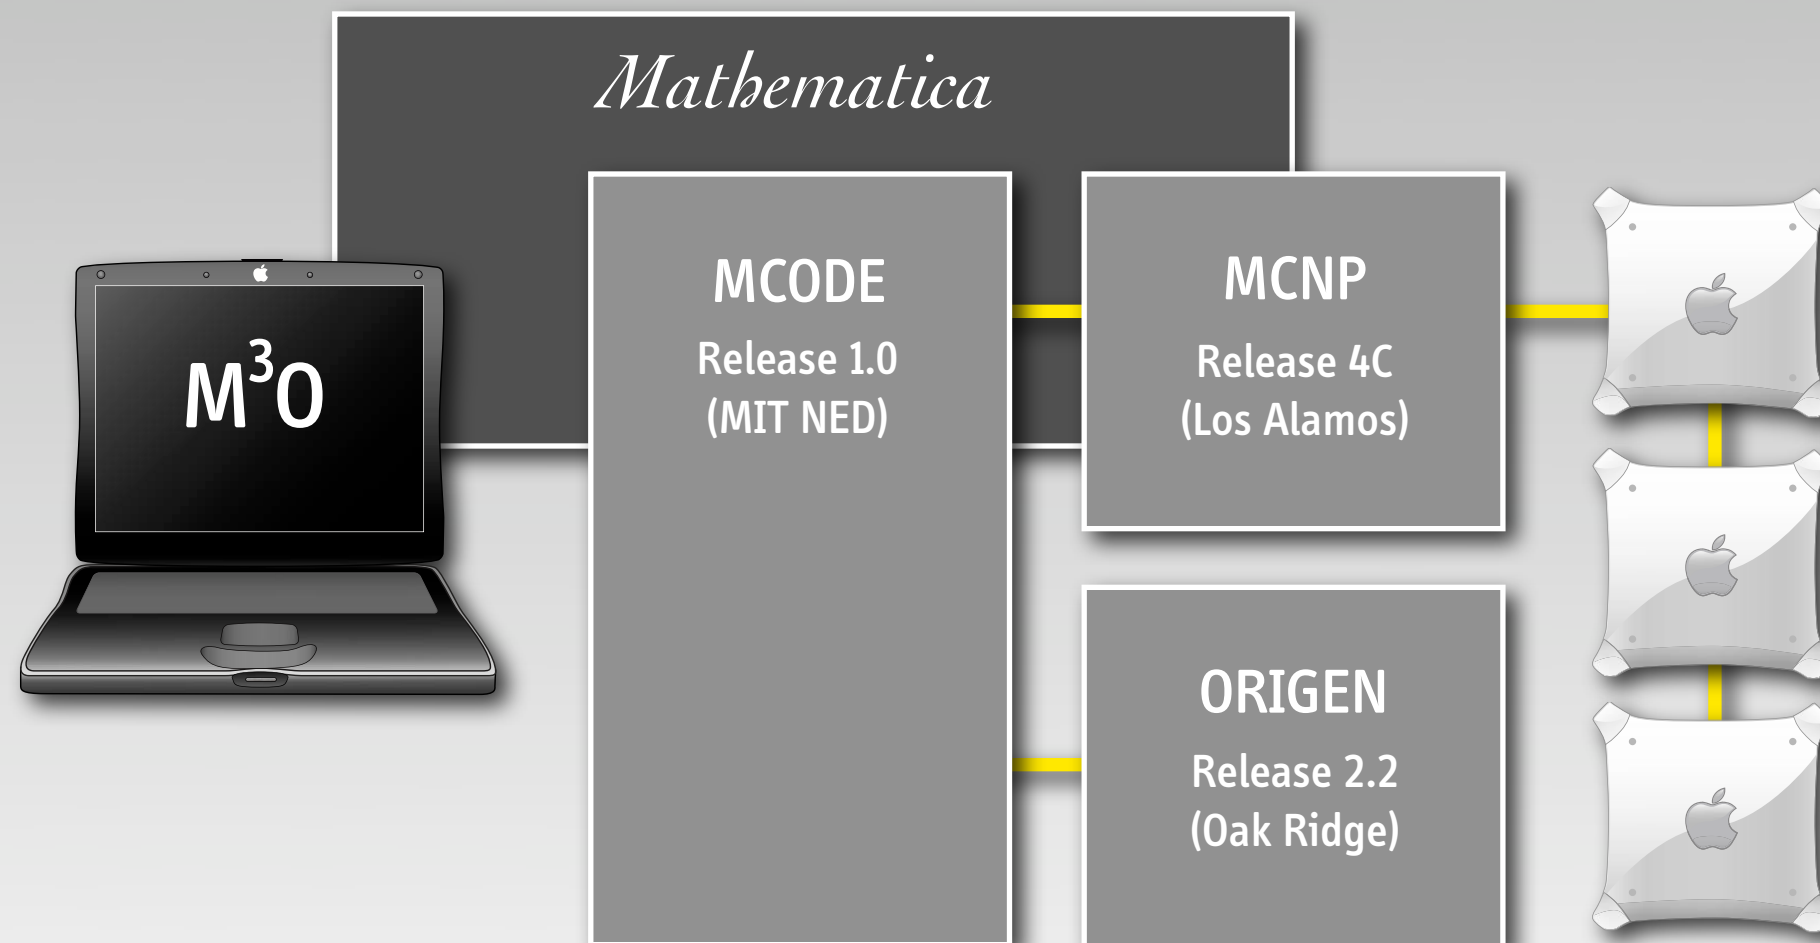 Mathematica
M³O
MCODE
Release 1.0
(MIT NED)
MCNP
Release 4C
(Los Alamos)
ORIGEN
Release 2.2
(Oak Ridge)